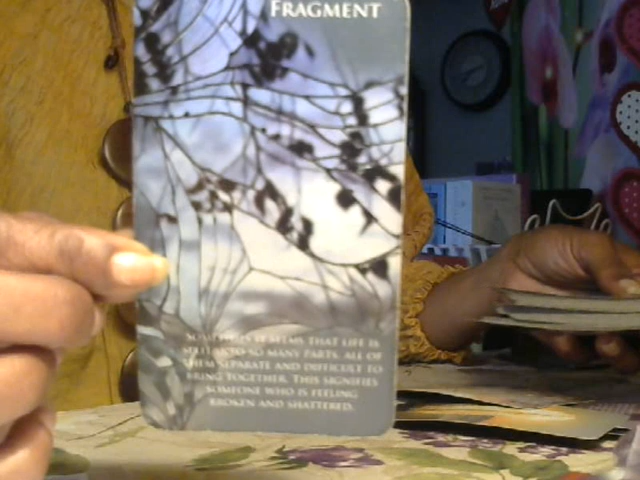 FRAGMENT
SOMETIMES IT SEEMS THAT LIFE IS
SPLIT INTO SO MANY PARTS. ALL OF
THEM SEPARATE AND DIFFICULT TO
BRING TOGETHER. THIS SIGNIFIES
SOMEONE WHO IS FEELING
BROKEN AND SHATTERED.